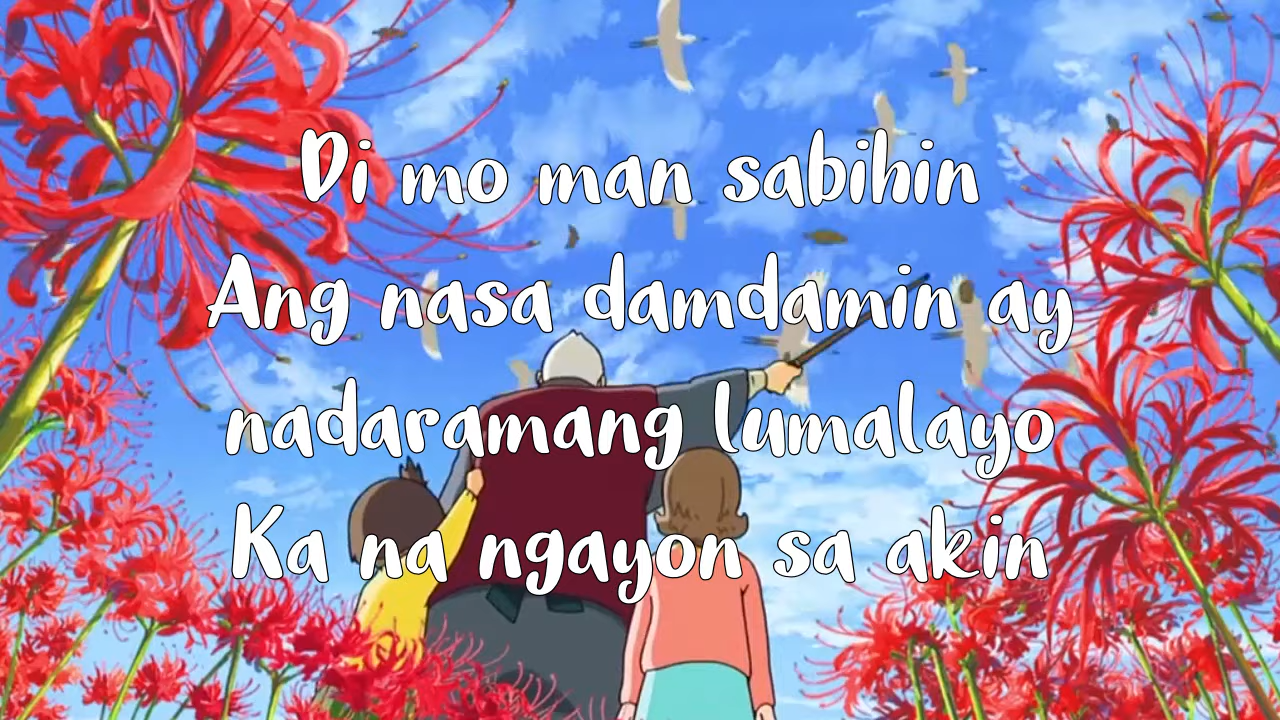 Di mo man sabihin
Ang nasa damdamin ay
nadaramang lumalayo
Ka na ngayon sa akin